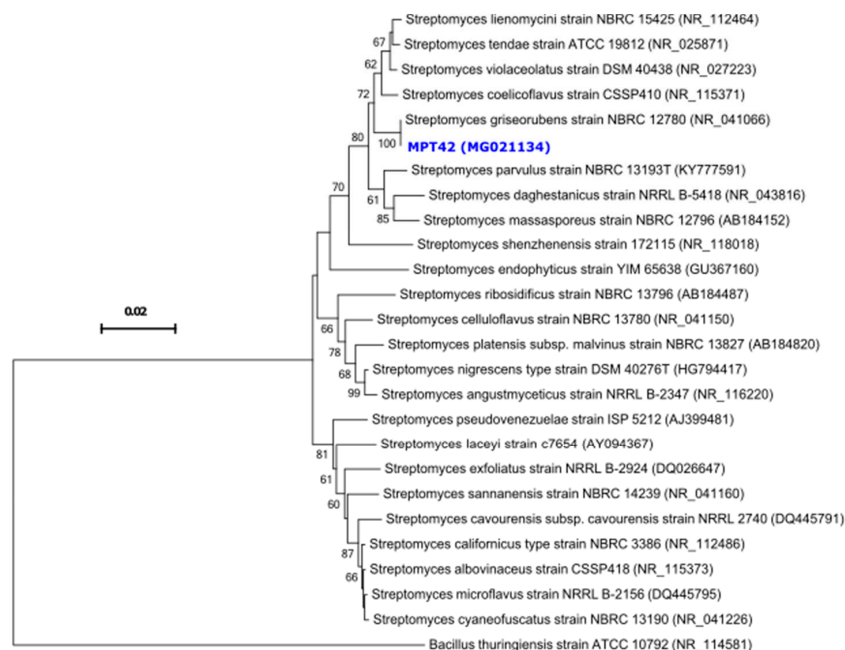 Streptomyces lienomycini strain NBRC 15425 (NR_112464)
67
Streptomyces tendae strain ATCC 19812 (NR_025871)
62
Streptomyces violaceolatus strain DSM 40438 (NR_027223)
72
Streptomyces coelicoflavus strain CSSP410 (NR_115371)
Streptomyces griseorubens strain NBRC 12780 (NR_041066)
80
100
MPT42 (MG021134)
Streptomyces parvulus strain NBRC 13193T (KY777591)
70
61
Streptomyces daghestanicus strain NRRL B-5418 (NR_043816)
85
Streptomyces massasporeus strain NBRC 12796 (AB184152)
Streptomyces shenzhenensis strain 172115 (NR_118018)
Streptomyces endophyticus strain YIM 65638 (GU367160)
Streptomyces ribosidificus strain NBRC 13796 (AB184487)
0.02
66
Streptomyces celluloflavus strain NBRC 13780 (NR_041150)
78
Streptomyces platensis subsp. malvinus strain NBRC 13827 (AB184820)
68
Streptomyces nigrescens type strain DSM 40276T (HG794417)
99
Streptomyces angustmyceticus strain NRRL B-2347 (NR_116220)
Streptomyces pseudovenezuelae strain ISP 5212 (AJ399481)
81
Streptomyces laceyi strain c7654 (AY094367)
61
Streptomyces exfoliatus strain NRRL B-2924 (DQ026647)
60
Streptomyces sannanensis strain NBRC 14239 (NR_041160)
Streptomyces cavourensis subsp. cavourensis strain NRRL 2740 (DQ445791)
87
Streptomyces californicus type strain NBRC 3386 (NR_112486)
66
Streptomyces albovinaceus strain CSSP418 (NR_115373)
Streptomyces microflavus strain NRRL B-2156 (DQ445795)
Streptomyces cyaneofuscatus strain NBRC 13190 (NR_041226)
Bacillus thuringiensis strain ATCC 10792 (NR_114581)